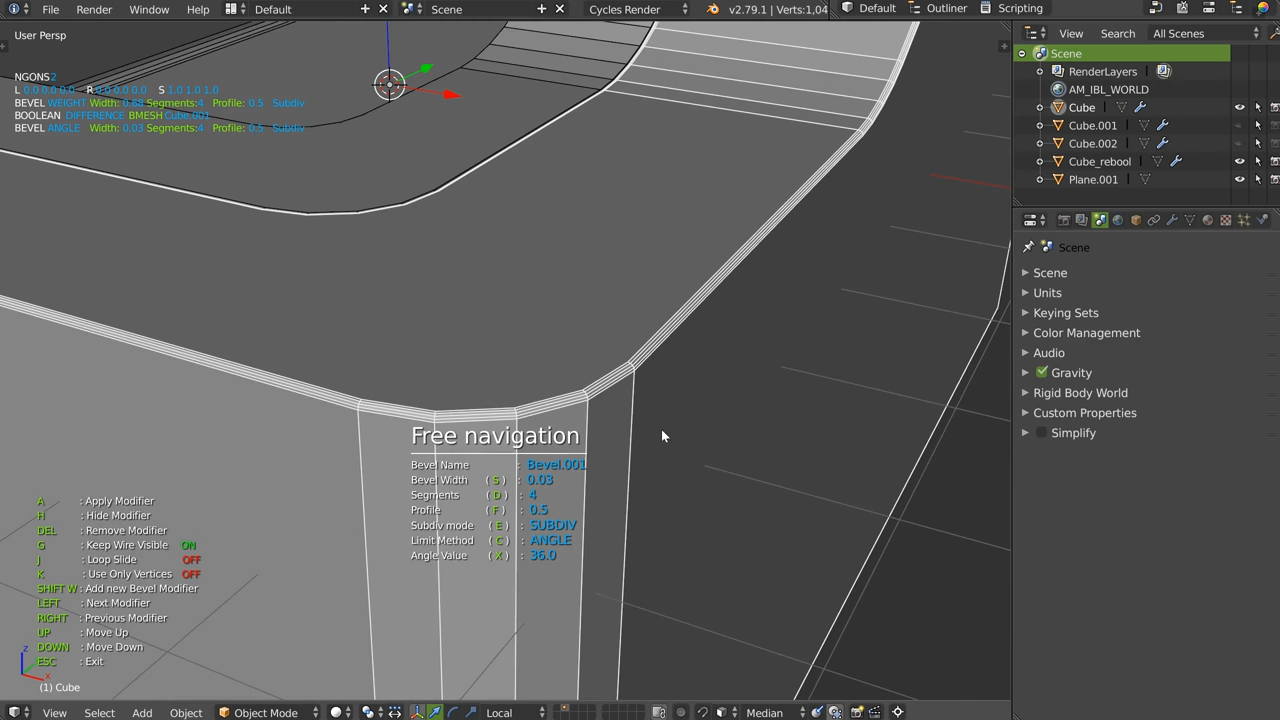 File Render Window Help Default Scene Cycles Render v2.79.1 | Verts:1,04 Default Outliner Scripting
User Persp
NGONS 2
L 0.0 0.0 0.0 R 0.0 0.0 0.0 S 1.0 1.0 1.0
BEVEL WEIGHT Width: 0.68 Segments:4 Profile: 0.5 Subdiv
BOOLEAN DIFFERENCE BMESH Cube.001
BEVEL ANGLE Width: 0.03 Segments:4 Profile: 0.5 Subdiv
Free navigation
Bevel Name : Bevel.001
Bevel Width ( S ) : 0.03
Segments ( D ) : 4
Profile ( F ) : 0.5
Subdiv mode ( E ) : SUBDIV
Limit Method ( C ) : ANGLE
Angle Value ( X ) : 36.0
A : Apply Modifier
H : Hide Modifier
DEL : Remove Modifier
G : Keep Wire Visible ON
J : Loop Slide OFF
K : Use Only Vertices OFF
SHIFT W : Add new Bevel Modifier
LEFT : Next Modifier
RIGHT : Previous Modifier
UP : Move Up
DOWN : Move Down
ESC : Exit
z
x
(1) Cube
View Select Add Object Object Mode Local Median
View Search All Scenes
Scene
RenderLayers
AM_IBL_WORLD
Cube
Cube.001
Cube.002
Cube_rebool
Plane.001
Scene
Scene
Units
Keying Sets
Color Management
Audio
Gravity
Rigid Body World
Custom Properties
Simplify